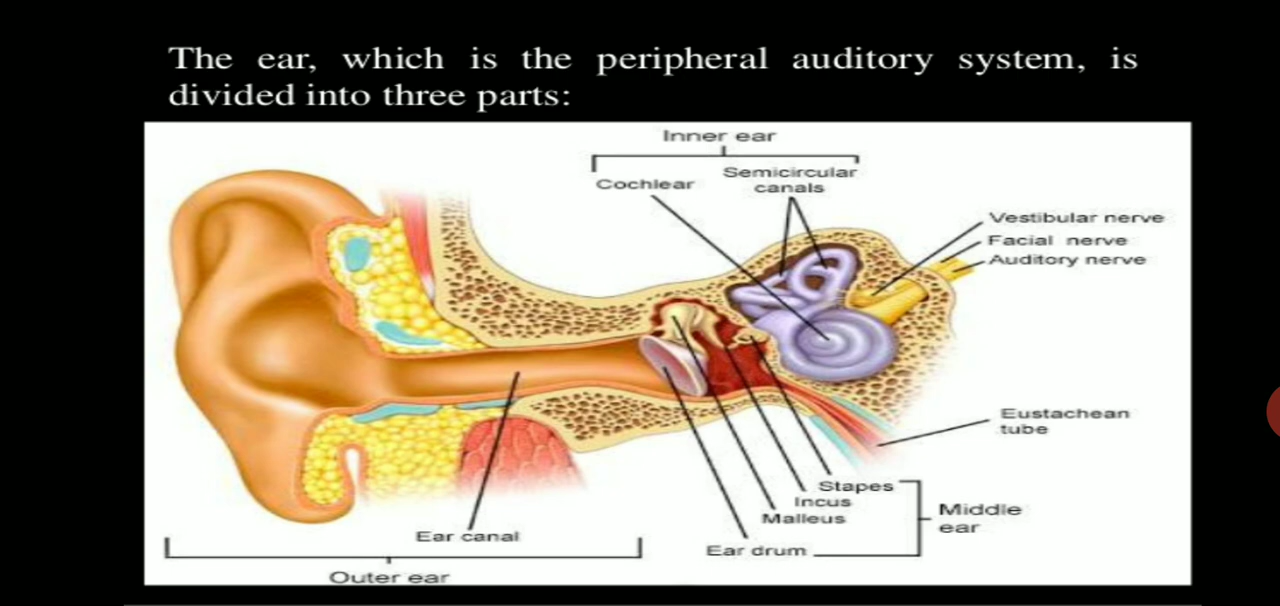 The ear, which is the peripheral auditory system, is
divided into three parts:
Inner ear
Cochlear
Semicircular
canals
Vestibular nerve
Facial nerve
Auditory nerve
Eustachean
tube
Stapes
Incus
Malleus
Ear drum
Middle
ear
Ear canal
Outer ear